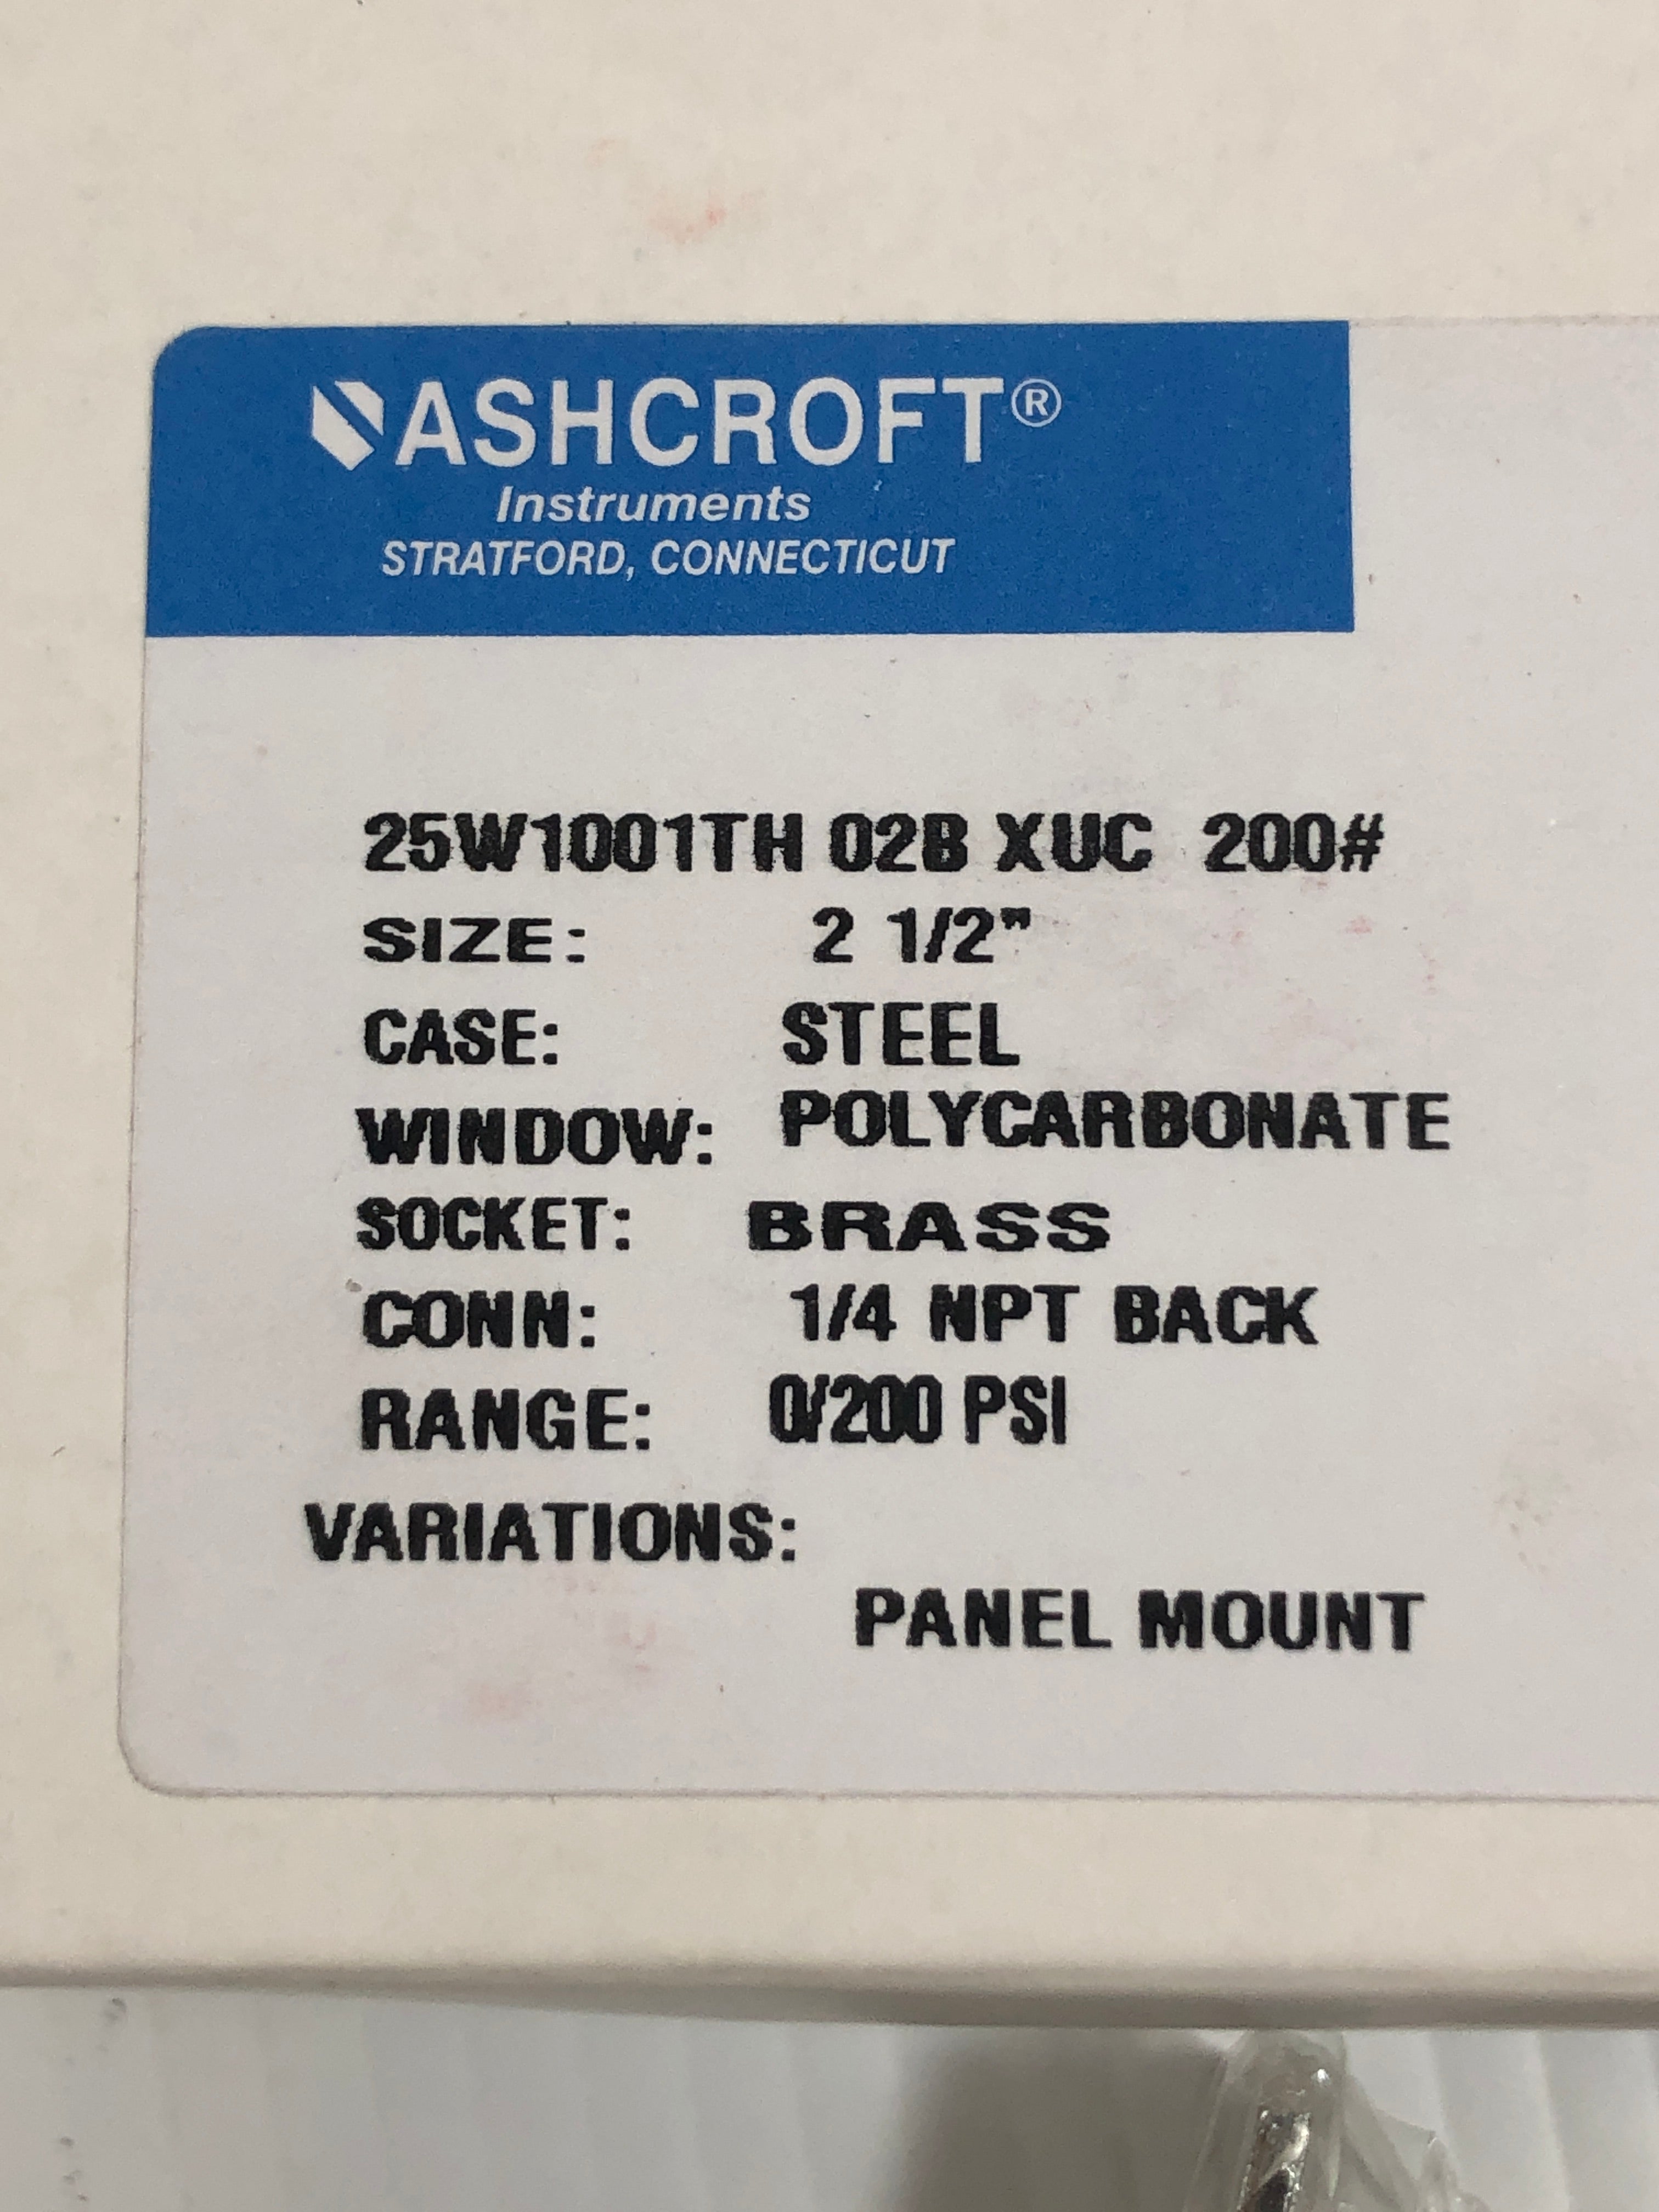 ASHCROFT®
Instruments
STRATFORD, CONNECTICUT
25W1001TH 02B XUC 200#
SIZE: 2 1/2"
CASE: STEEL
WINDOW: POLYCARBONATE
SOCKET: BRASS
CONN: 1/4 NPT BACK
RANGE: 0/200 PSI
VARIATIONS:
PANEL MOUNT